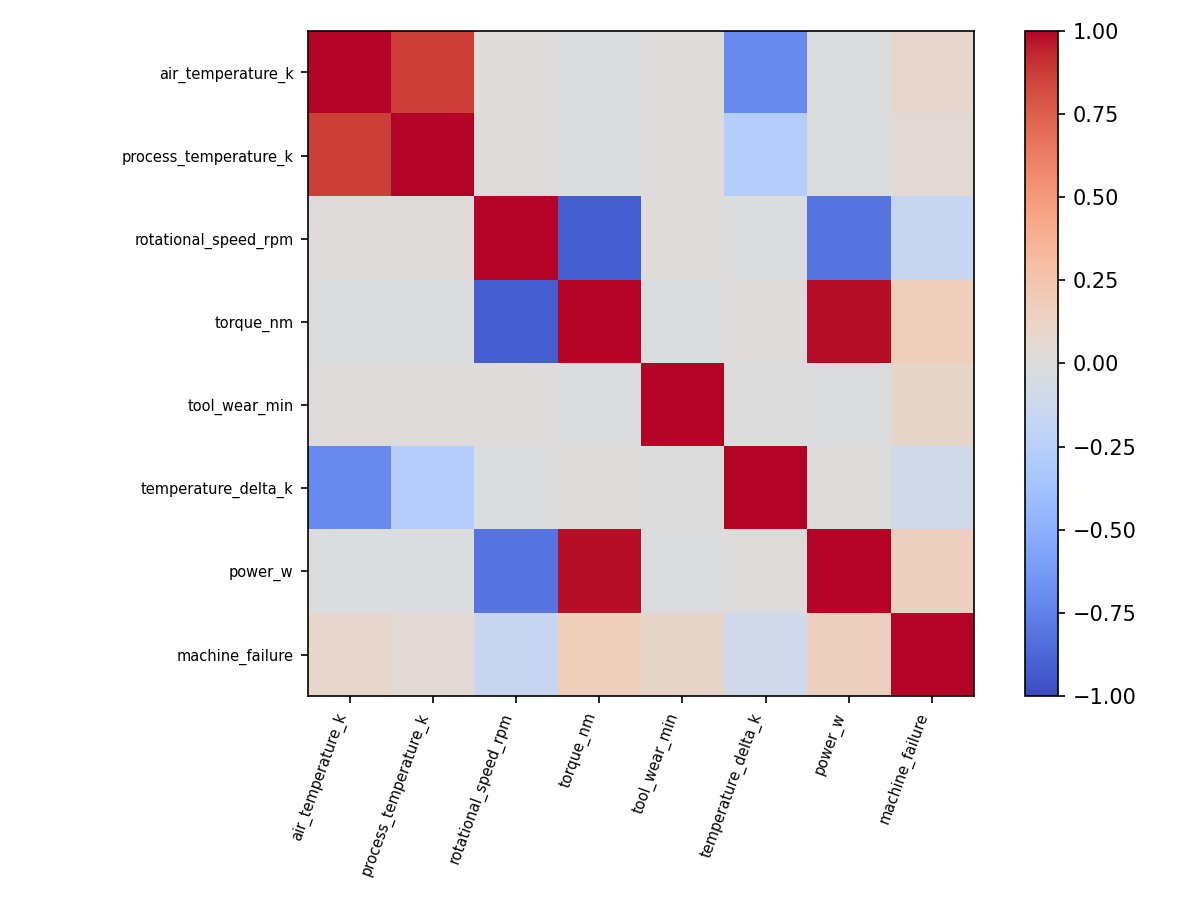 air_temperature_k
process_temperature_k
rotational_speed_rpm
torque_nm
tool_wear_min
temperature_delta_k
power_w
machine_failure
air_temperature_k
process_temperature_k
rotational_speed_rpm
torque_nm
tool_wear_min
temperature_delta_k
power_w
machine_failure
1.00
0.75
0.50
0.25
0.00
−0.25
−0.50
−0.75
−1.00